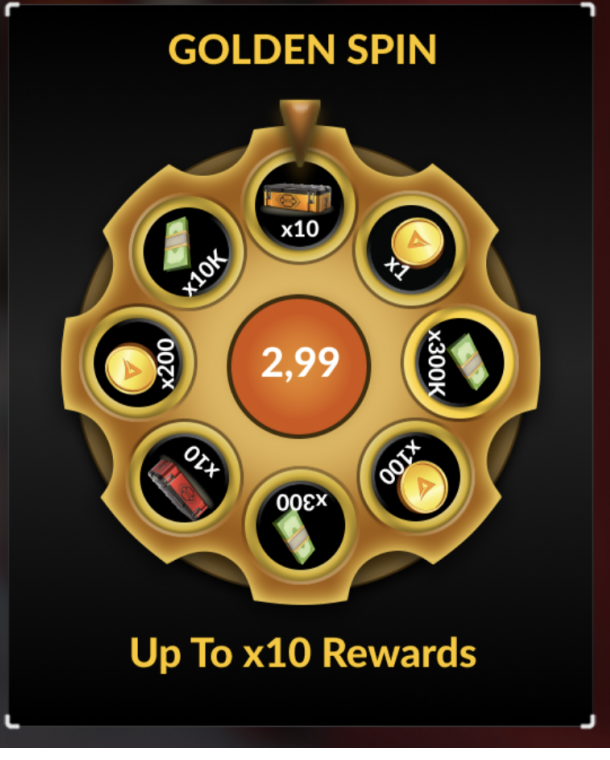 GOLDEN SPIN
x10
x1
x300K
x100
x300
x10
x200
x10K
2,99
Up To x10 Rewards